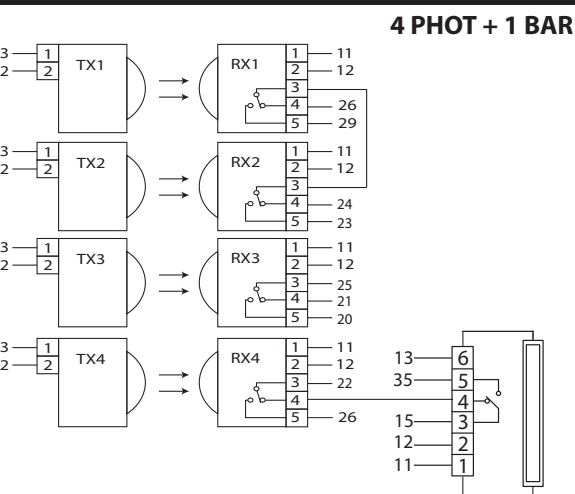 4 PHOT + 1 BAR
3 1 TX1 RX1 1 11
2 2 2 12
3
4 26
5 29
3 1 TX2 RX2 1 11
2 2 2 12
3
4 24
5 23
3 1 TX3 RX3 1 11
2 2 2 12
3 25
4 21
5 20
3 1 TX4 RX4 1 11
2 2 2 12
3 22
4
5 26
13 6
35 5
4
15 3
12 2
11 1